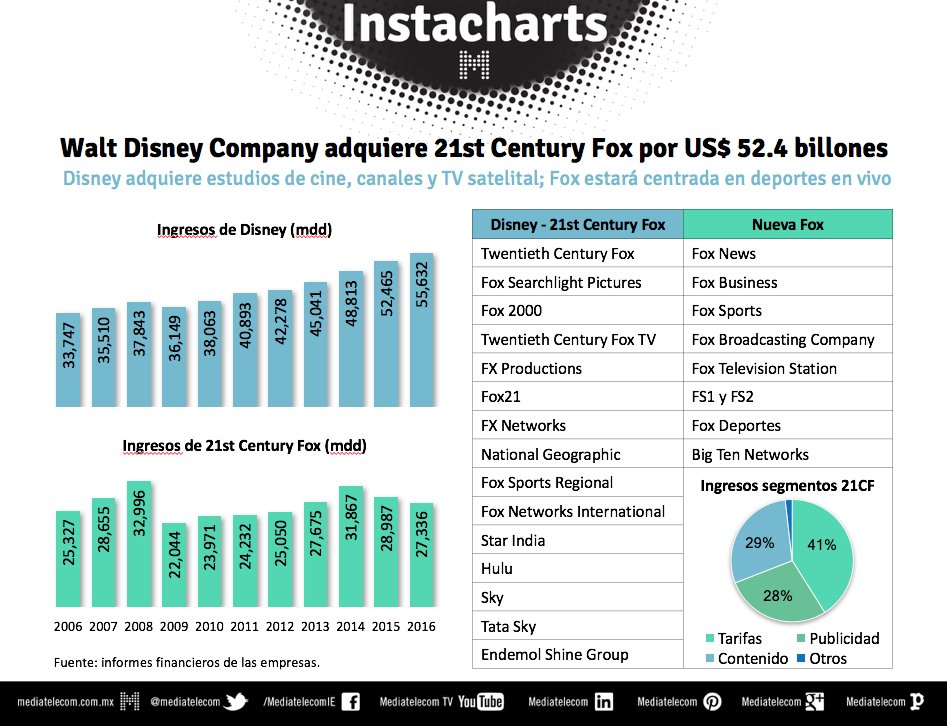 Instacharts
Walt Disney Company adquiere 21st Century Fox por US$ 52.4 billones
Disney adquiere estudios de cine, canales y TV satelital; Fox estará centrada en deportes en vivo
Ingresos de Disney (mdd)
33,747
35,510
37,843
36,149
38,063
40,893
42,278
45,041
48,813
52,465
55,632
Ingresos de 21st Century Fox (mdd)
25,327
28,655
32,996
22,044
23,971
24,232
25,050
27,675
31,867
28,987
27,336
2006 2007 2008 2009 2010 2011 2012 2013 2014 2015 2016
Fuente: informes financieros de las empresas.
Disney - 21st Century Fox Nueva Fox
Twentieth Century Fox Fox News
Fox Searchlight Pictures Fox Business
Fox 2000 Fox Sports
Twentieth Century Fox TV Fox Broadcasting Company
FX Productions Fox Television Station
Fox21 FS1 y FS2
FX Networks Fox Deportes
National Geographic Big Ten Networks
Fox Sports Regional
Fox Networks International
Star India
Hulu
Sky
Tata Sky
Endemol Shine Group
Ingresos segmentos 21CF
29% 41%
28%
Tarifas Publicidad
Contenido Otros
mediatelecom.com.mx @mediatelecom /MediatelecomIE Mediatelecom TV YouTube Mediatelecom Mediatelecom Mediatelecom Mediatelecom